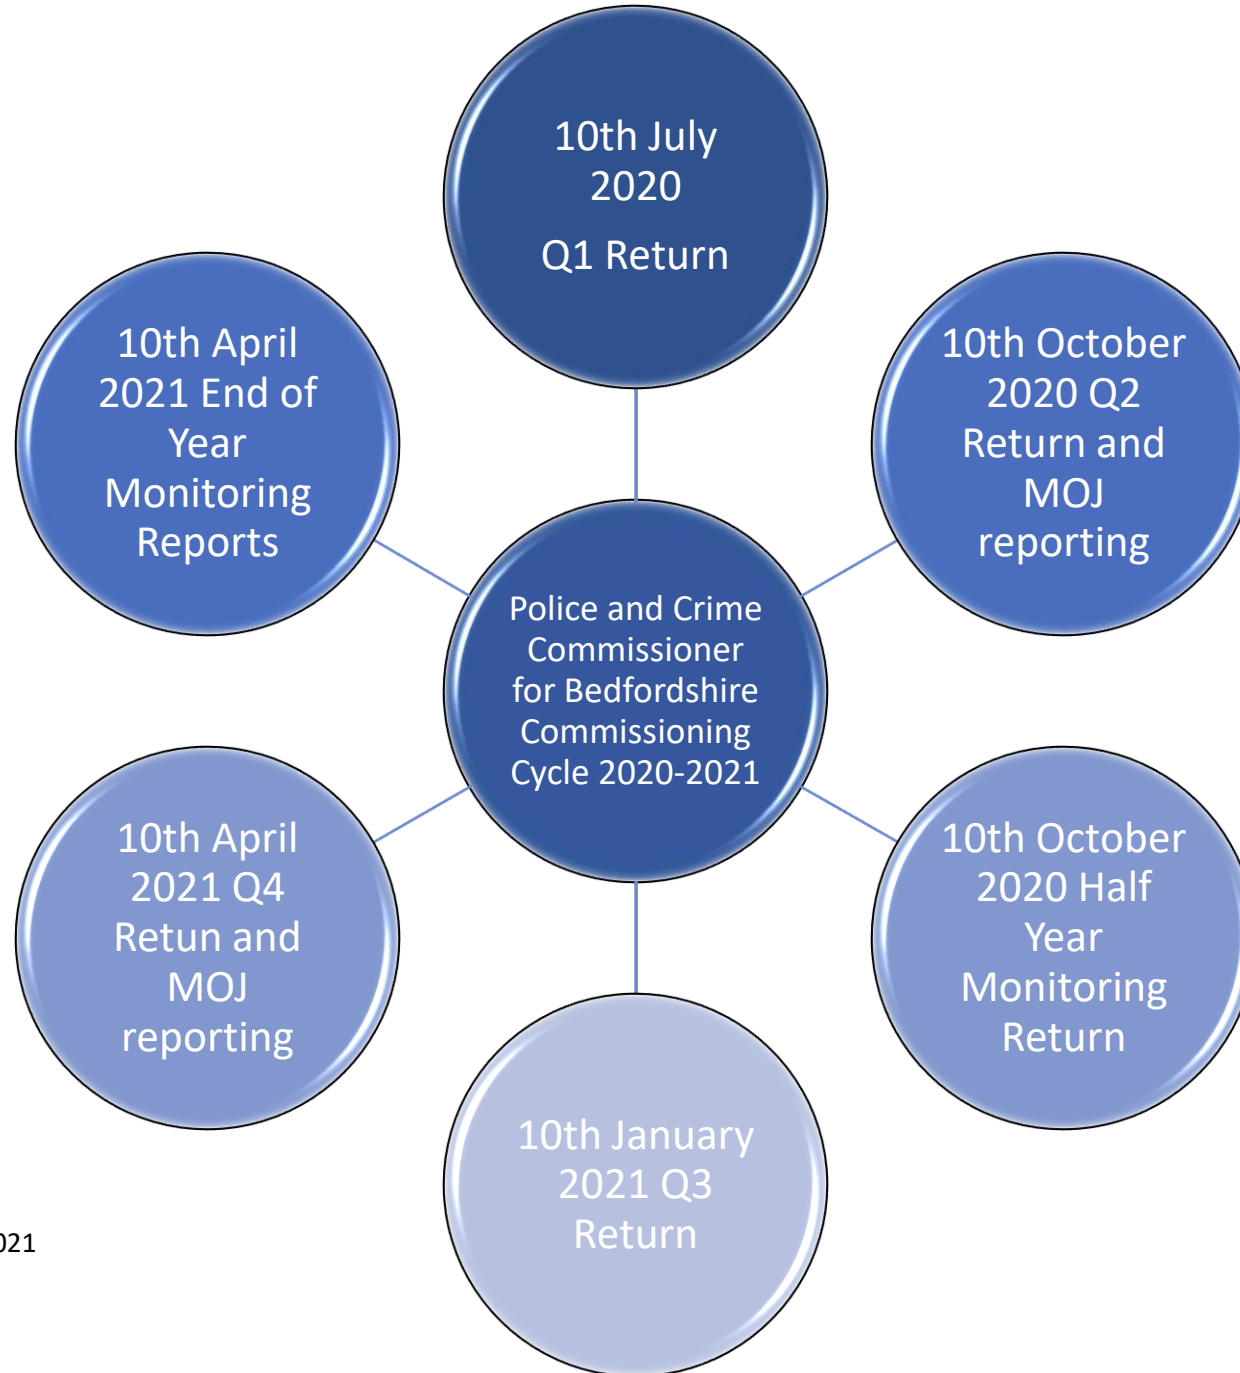 10th July
2020
Q1 Return
10th October
2020 Q2
Return and
MOJ
reporting
10th October
2020 Half
Year
Monitoring
Return
10th January
2021 Q3
Return
10th April
2021 Q4
Retun and
MOJ
reporting
10th April
2021 End of
Year
Monitoring
Reports
Police and Crime
Commissioner
for Bedfordshire
Commissioning
Cycle 2020-2021